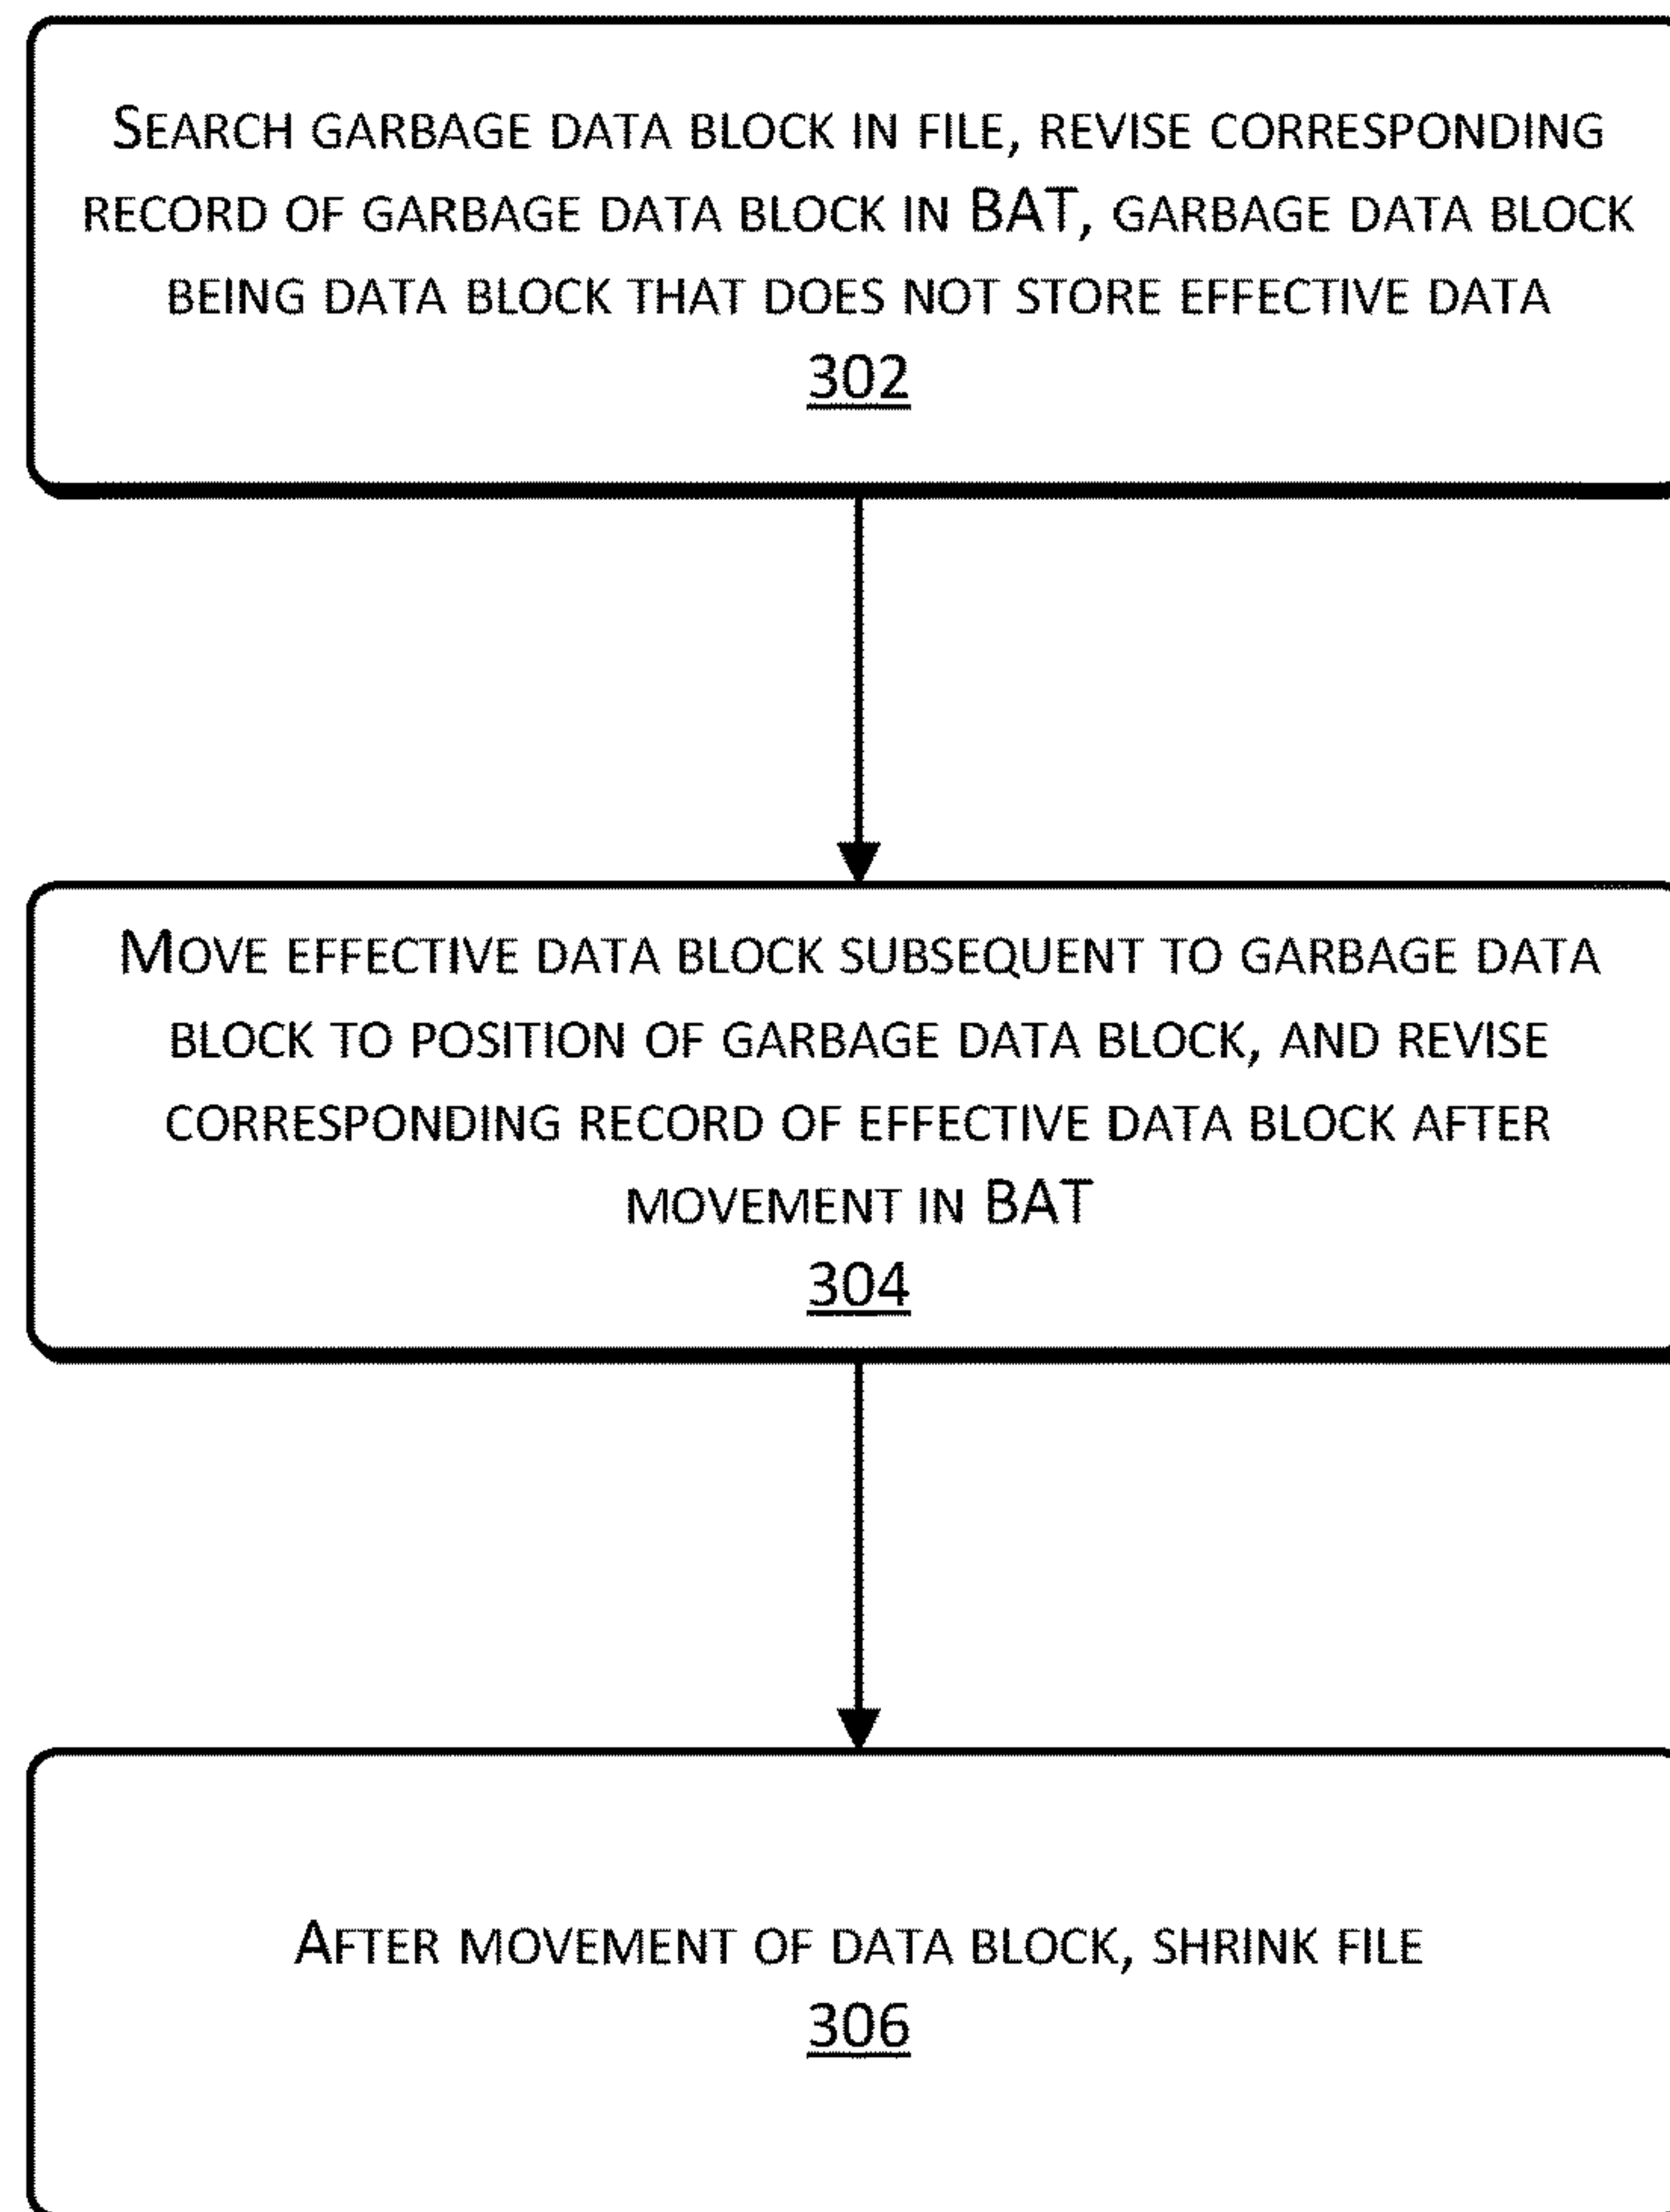 SEARCH GARBAGE DATA BLOCK IN FILE, REVISE CORRESPONDING
RECORD OF GARBAGE DATA BLOCK IN BAT, GARBAGE DATA BLOCK
BEING DATA BLOCK THAT DOES NOT STORE EFFECTIVE DATA
302
MOVE EFFECTIVE DATA BLOCK SUBSEQUENT TO GARBAGE DATA
BLOCK TO POSITION OF GARBAGE DATA BLOCK, AND REVISE
CORRESPONDING RECORD OF EFFECTIVE DATA BLOCK AFTER
MOVEMENT IN BAT
304
AFTER MOVEMENT OF DATA BLOCK, SHRINK FILE
306